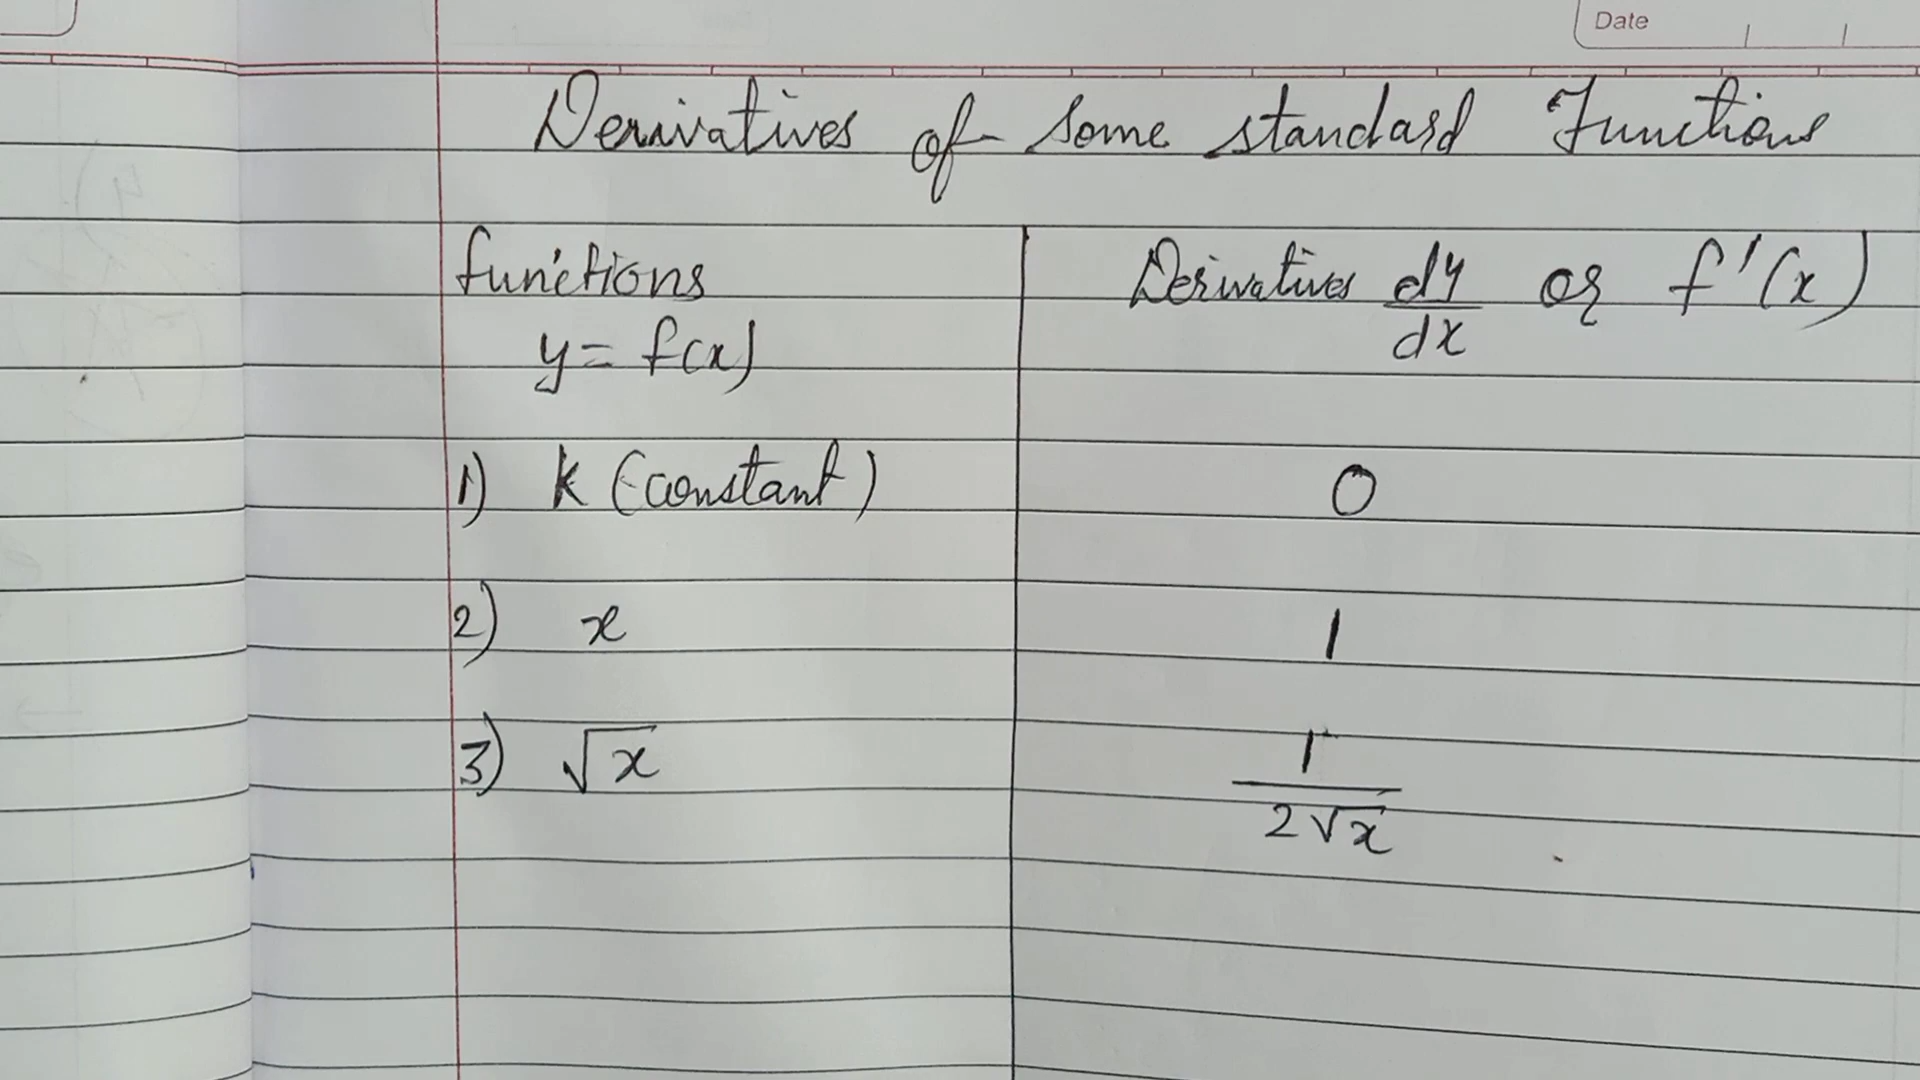 Date
Derivatives of some standard Functions
functions
y = f(x)
Derivatives dy/dx or f'(x)
1) k (constant) 0
2) x 1
3) √x 1/2√x